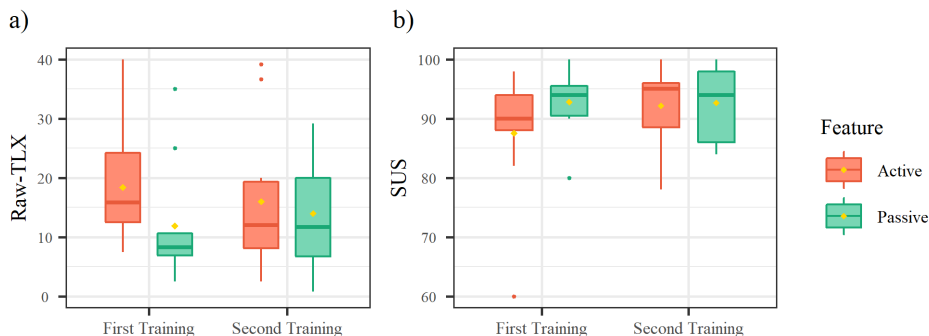 a)
Raw-TLX
40
30
20
10
0
First Training
Second Training
b)
SUS
100
90
80
70
60
First Training
Second Training
Feature
Active
Passive